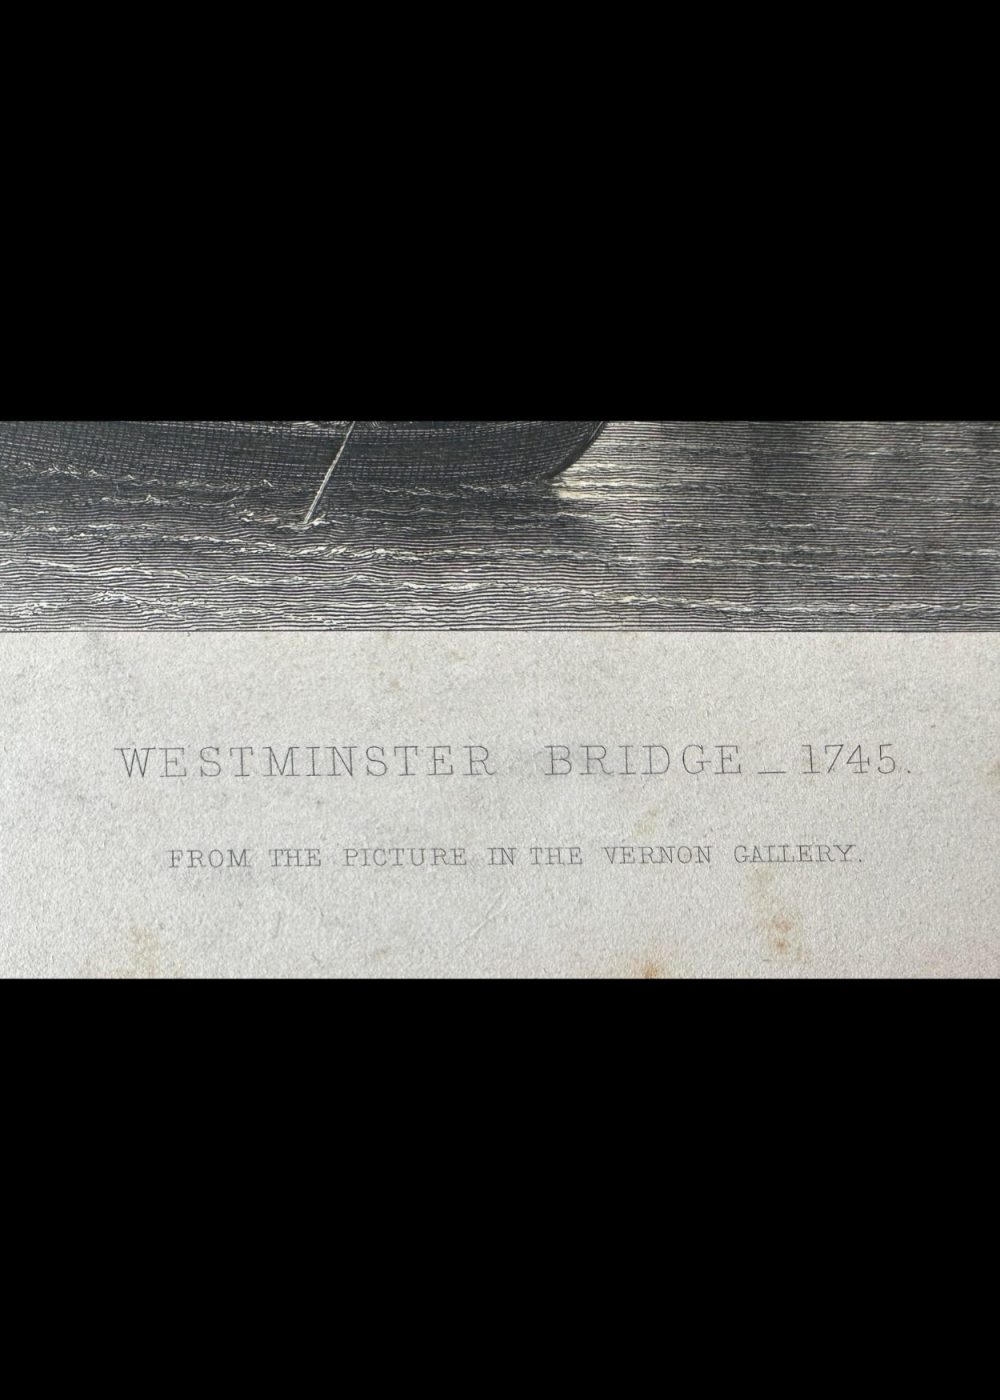 WESTMINSTER BRIDGE _ 1745.
FROM THE PICTURE IN THE VERNON GALLERY.